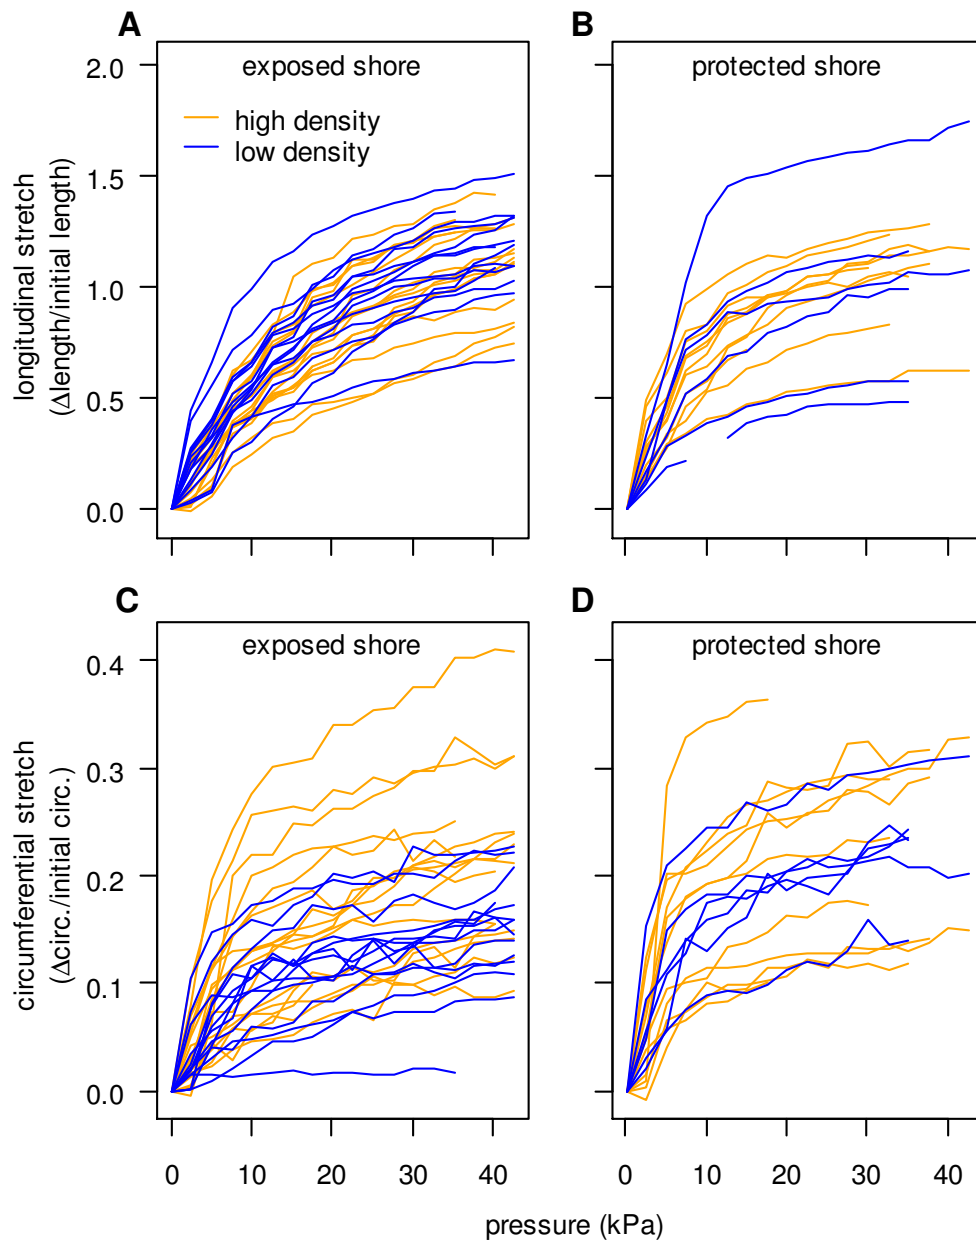 A
B
exposed shore
protected shore
high density
low density
2.0
1.5
1.0
0.5
0.0
longitudinal stretch
(Δlength/initial length)
0 10 20 30 40
0 10 20 30 40
C
D
exposed shore
protected shore
0.4
0.3
0.2
0.1
0.0
circumferential stretch
(Δcirc./initial circ.)
pressure (kPa)